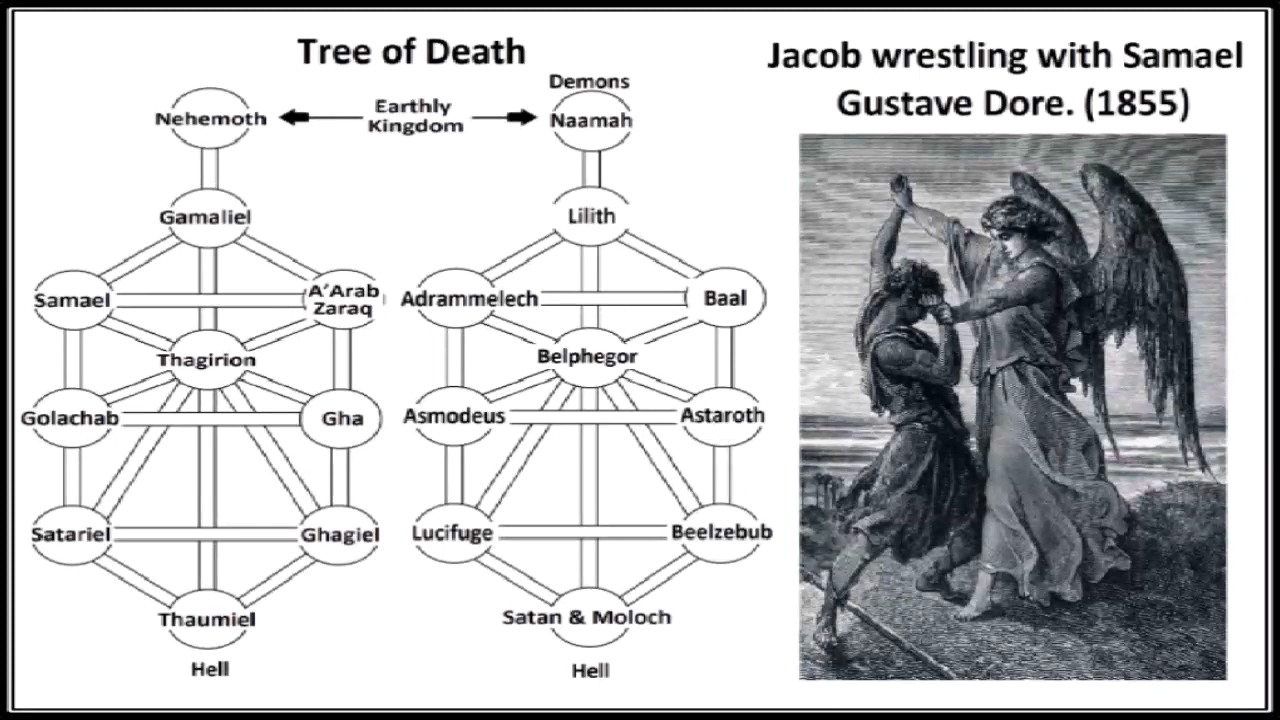 Tree of Death
Demons
Nehemoth
Earthly
Kingdom
Naamah
Gamaliel
Lilith
Samael
A'Arab
Zaraq
Adrammelech
Baal
Thagirion
Belphegor
Golachab
Gha
Asmodeus
Astaroth
Satariel
Ghagiel
Lucifuge
Beelzebub
Thaumiel
Satan & Moloch
Hell
Hell
Jacob wrestling with Samael
Gustave Dore. (1855)